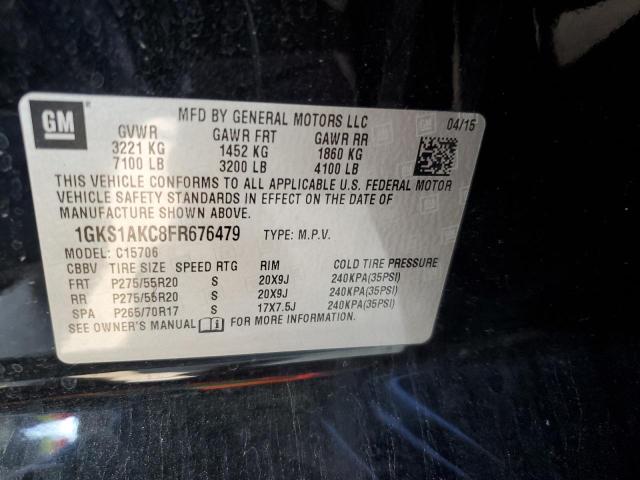 GM
MFD BY GENERAL MOTORS LLC 04/15
GVWR GAWR FRT GAWR RR
3221 KG 1452 KG 1860 KG
7100 LB 3200 LB 4100 LB
THIS VEHICLE CONFORMS TO ALL APPLICABLE U.S. FEDERAL MOTOR
VEHICLE SAFETY STANDARDS IN EFFECT ON THE DATE OF
MANUFACTURE SHOWN ABOVE.
1GKS1AKC8FR676479 TYPE: M.P.V.
MODEL: C15706
CBBV TIRE SIZE SPEED RTG RIM COLD TIRE PRESSURE
FRT P275/55R20 S 20X9J 240KPA(35PSI)
RR P275/55R20 S 20X9J 240KPA(35PSI)
SPA P265/70R17 S 17X7.5J 240KPA(35PSI)
SEE OWNER'S MANUAL FOR MORE INFORMATION.